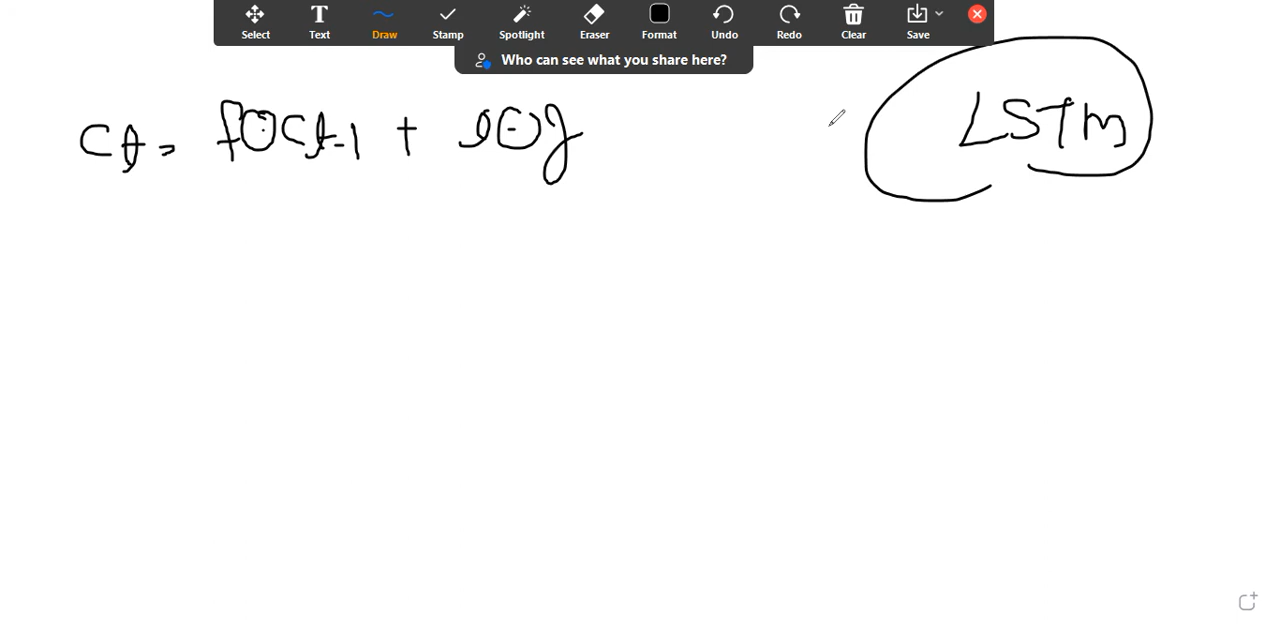 Select Text Draw Stamp Spotlight Eraser Format Undo Redo Clear Save
Who can see what you share here?
Ct = f⊙Ct-1 + i⊙g
LSTM